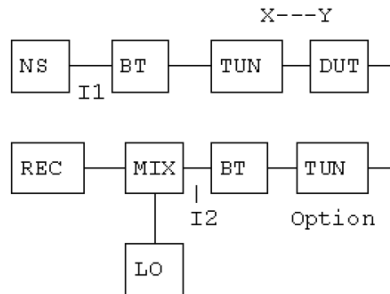 X---Y
NS BT TUN DUT
I1
REC MIX BT TUN
I2 Option
LO